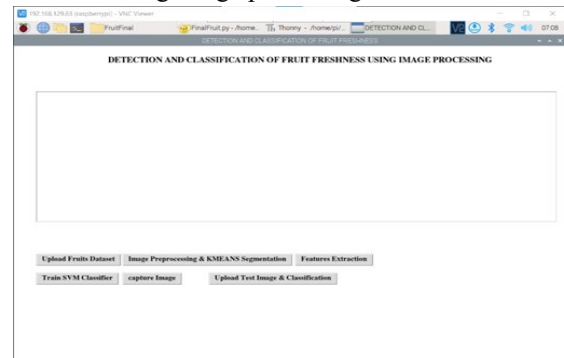 192.168.129.63 (raspberrypi) - VNC Viewer
FruitFinal FinalFruit.py - /home.. Thonny - /home/pi/... DETECTION AND CL... 07:08
DETECTION AND CLASSIFICATION OF FRUIT FRESHNESS
DETECTION AND CLASSIFICATION OF FRUIT FRESHNESS USING IMAGE PROCESSING
Upload Fruits Dataset Image Preprocessing & KMEANS Segmentation Features Extraction
Train SVM Classifier capture Image Upload Test Image & Classification